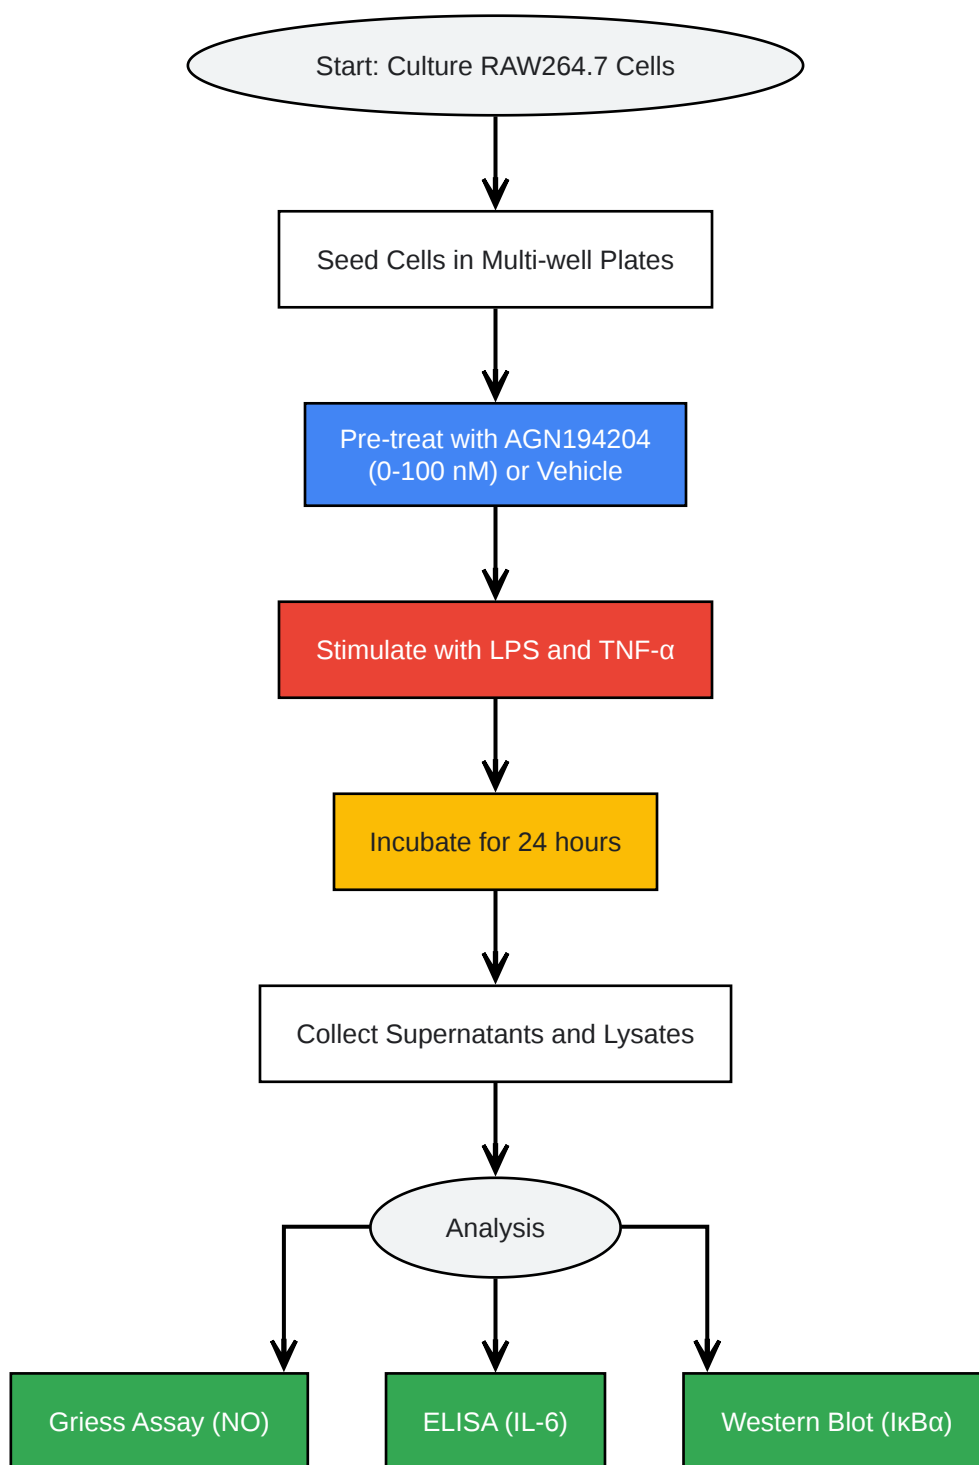 Start: Culture RAW264.7 Cells
Seed Cells in Multi-well Plates
Pre-treat with AGN194204
(0-100 nM) or Vehicle
Stimulate with LPS and TNF-α
Incubate for 24 hours
Collect Supernatants and Lysates
Analysis
Griess Assay (NO)
ELISA (IL-6)
Western Blot (IκBα)